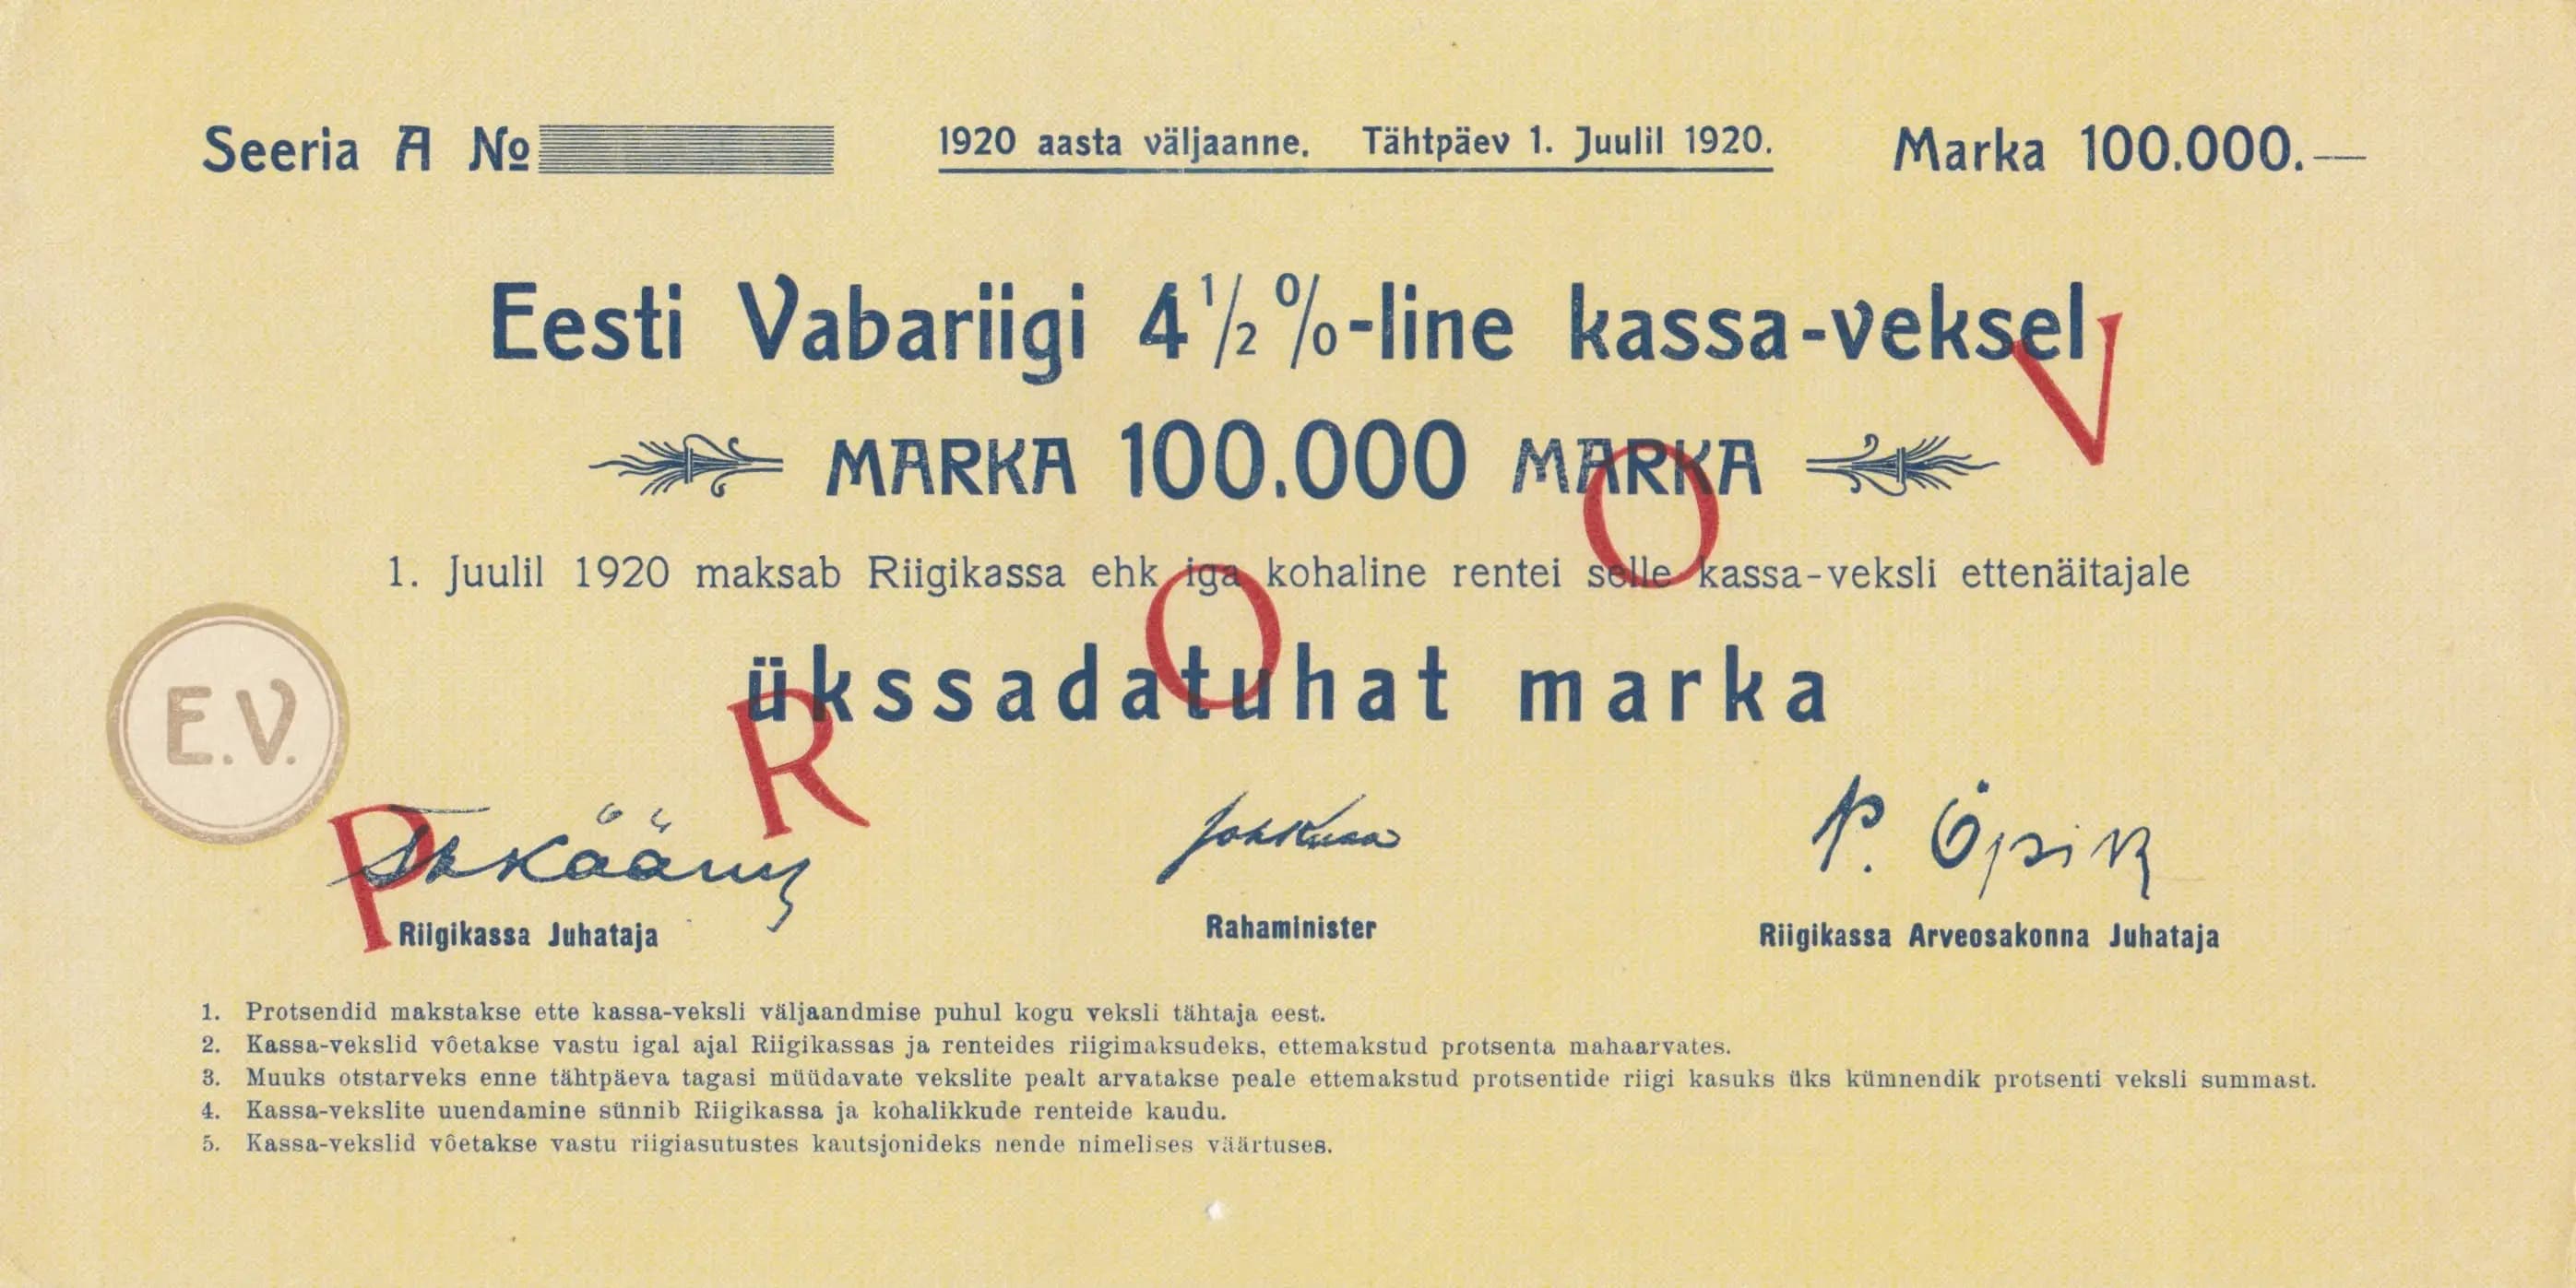 Seeria A №
1920 aasta väljaanne. Tähtpäev 1. Juulil 1920.
Marka 100.000.—
Eesti Vabariigi 4½%-line kassa-veksel
MARKA 100.000 MARKA
1. Juulil 1920 maksab Riigikassa ehk iga kohaline rentei selle kassa-veksli ettenäitajale
ükssadatuhat marka
E.V.
PROOV
P. Öpik
Riigikassa Juhataja
Rahaminister
Riigikassa Arveosakonna Juhataja
1. Protsendid makstakse ette kassa-veksli väljaandmise puhul kogu veksli tähtaja eest.
2. Kassa-vekslid võetakse vastu igal ajal Riigikassas ja renteides riigimaksudeks, ettemakstud protsenta mahaarvates.
3. Muuks otstarveks enne tähtpäeva tagasi müüdavate vekslite pealt arvatakse peale ettemakstud protsentide riigi kasuks üks kümnendik protsenti veksli summast.
4. Kassa-vekslite uuendamine sünnib Riigikassa ja kohalikkude renteide kaudu.
5. Kassa-vekslid võetakse vastu riigiasutustes kautsjonideks nende nimelises väärtuses.